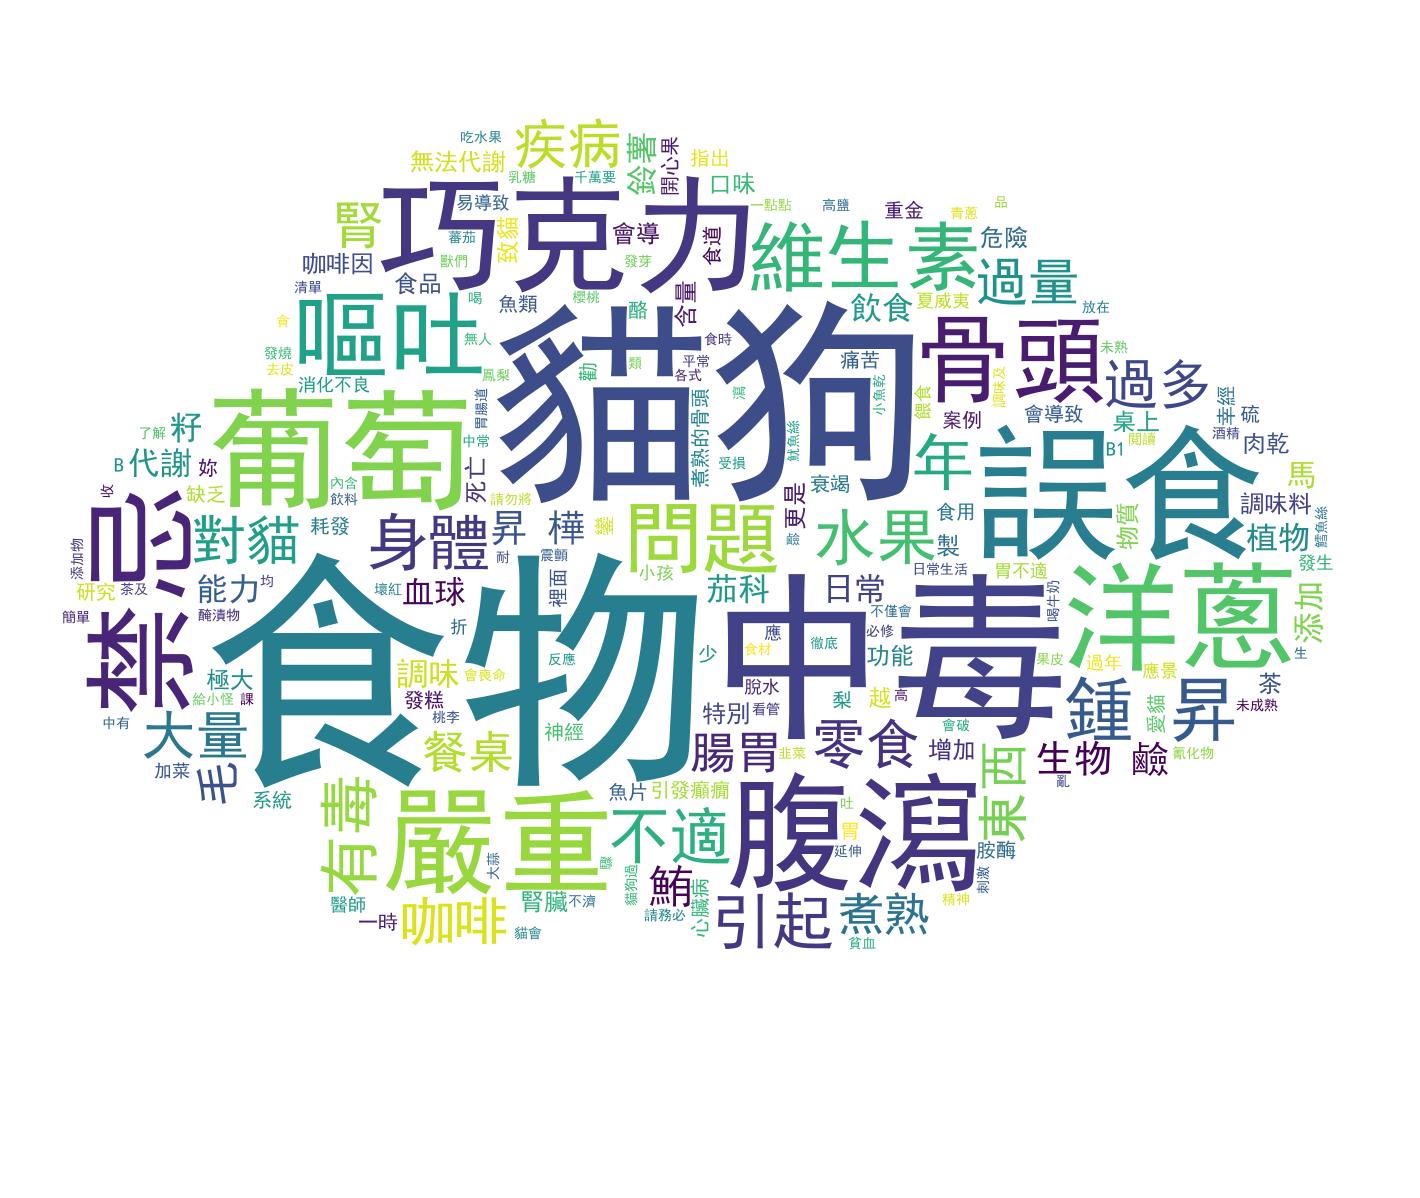 吃水果
疾病
鈴薯
開心果
無法代謝
指出
巧克力
乳糖
千萬要
口味
腎
易導致
致貓
蕃茄
會導
食道
一點點
高鹽
重金
青蔥
品
維生素
危險
獸們
發芽
咖啡因
食品
過量
清單
喝
魚類
櫻桃
酪
含量
飲食
夏威夷
放在
嘔吐
貓狗
骨頭
無人
食時
發燒
去皮
消化不良
鳳梨
勸
類
平常
各式
痛苦
未熟
過多
葡萄
胃腸道
煮熟的骨頭
瀉
小魚乾
餵食
調味及
案例
會導致
桌上
辛經
硫
酒精
籽
了解
中常
魷魚絲
年
誤食
閱讀
肉乾
B
代謝
妳
死亡
受損
B1
馬
收
缺乏
內含
飲料
請勿將
衰竭
更是
食用
調味料
禁忌
對貓
耗發
身體
昇
樺
鑾
問題
水果
製
物質
植物
鱈魚絲
添加物
耐
震顫
鹼
日常生活
胃不適
發生
研究
茶及
能力
均
壞紅
血球
裡面
小孩
茄科
日常
喝牛奶
洋蔥
添加
簡單
醃漬物
食物
折
中毒
應
不僅會
必修
徹底
果皮
少
食材
功能
過年
應景
生
極大
調味
會喪命
反應
脫水
給小怪
課
發糕
梨
越
高
鍾
昇
茶
未成熟
中有
大量
桃李
特別
看管
會破
愛貓
餐桌
神經
腸胃
韭菜
零食
增加
東西
生物
鹼
氰化物
加菜
毛
亂
系統
有毒
嚴重
魚片
引發癲癇
不適
腹瀉
吐
胃
延伸
胺酶
大蒜
騷
貓狗過
鮪
心臟病
刺激
醫師
腎臟
不濟
請務必
引起
煮熟
精神
一時
咖啡
貓會
貧血